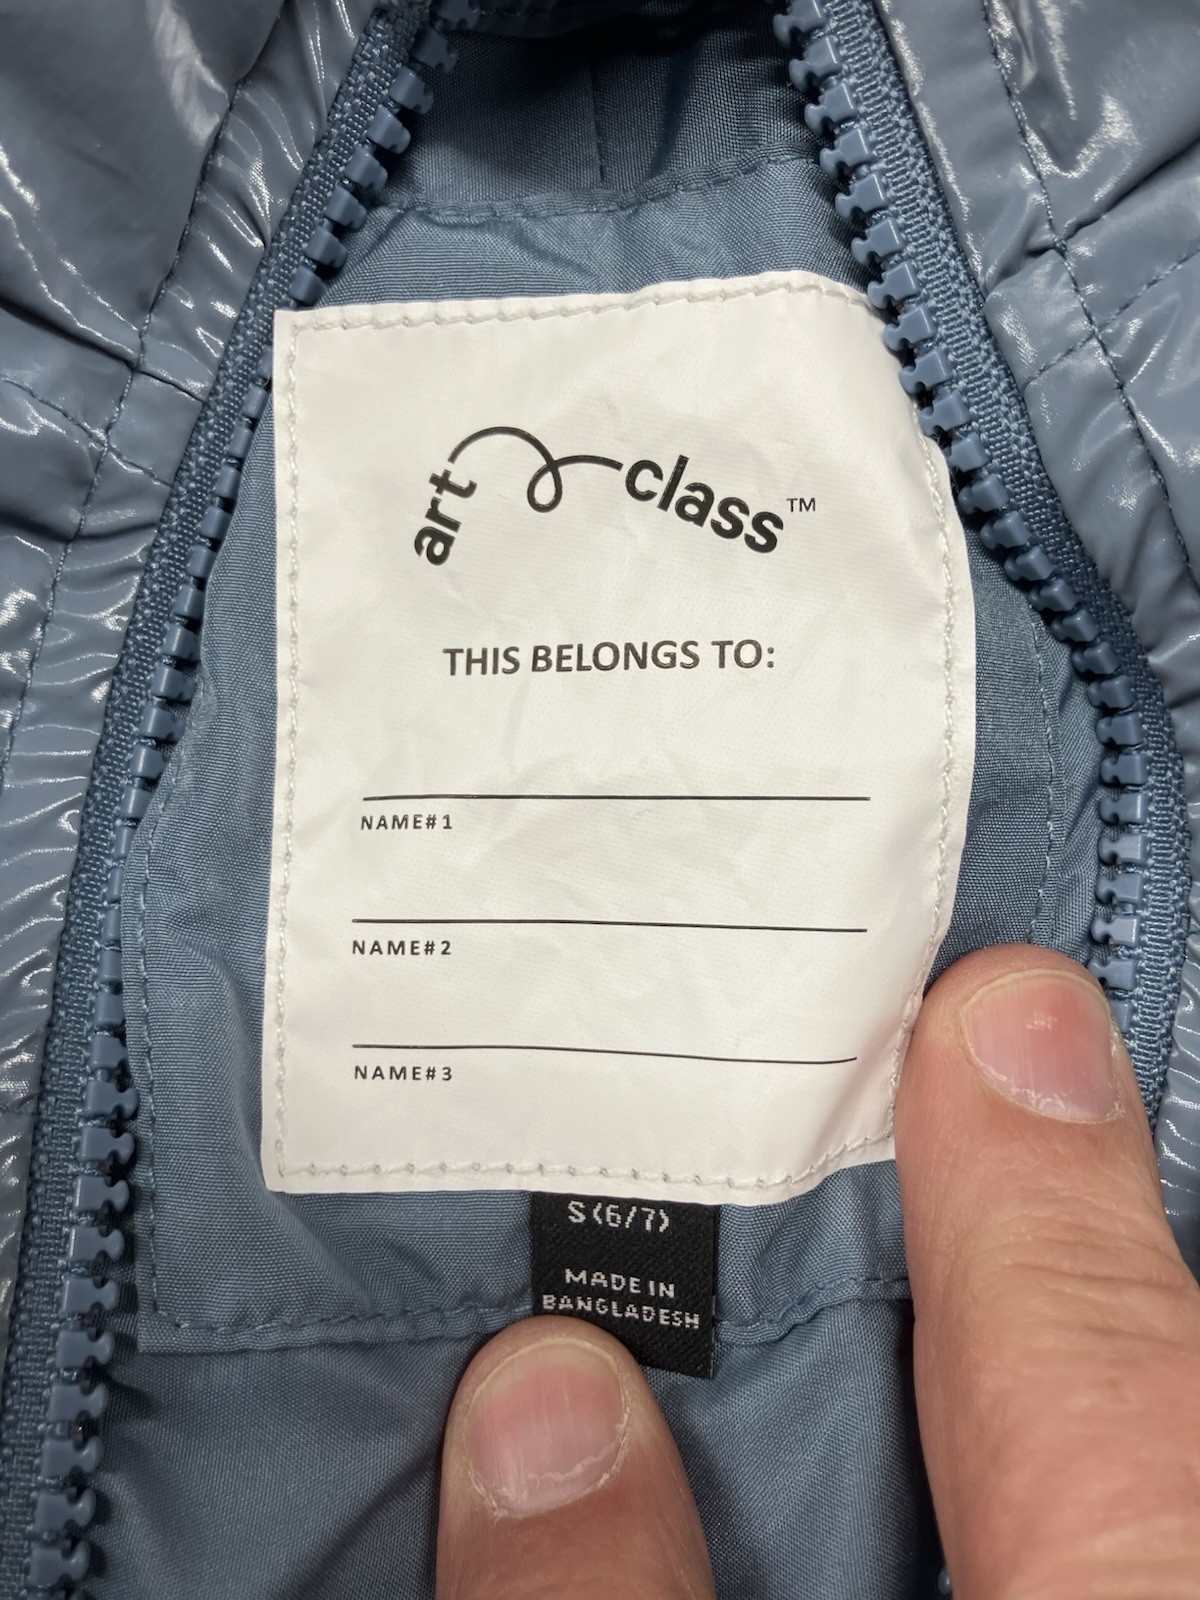 art class™
THIS BELONGS TO:
NAME#1
NAME#2
NAME#3
S(6/7)
MADE IN
BANGLADESH